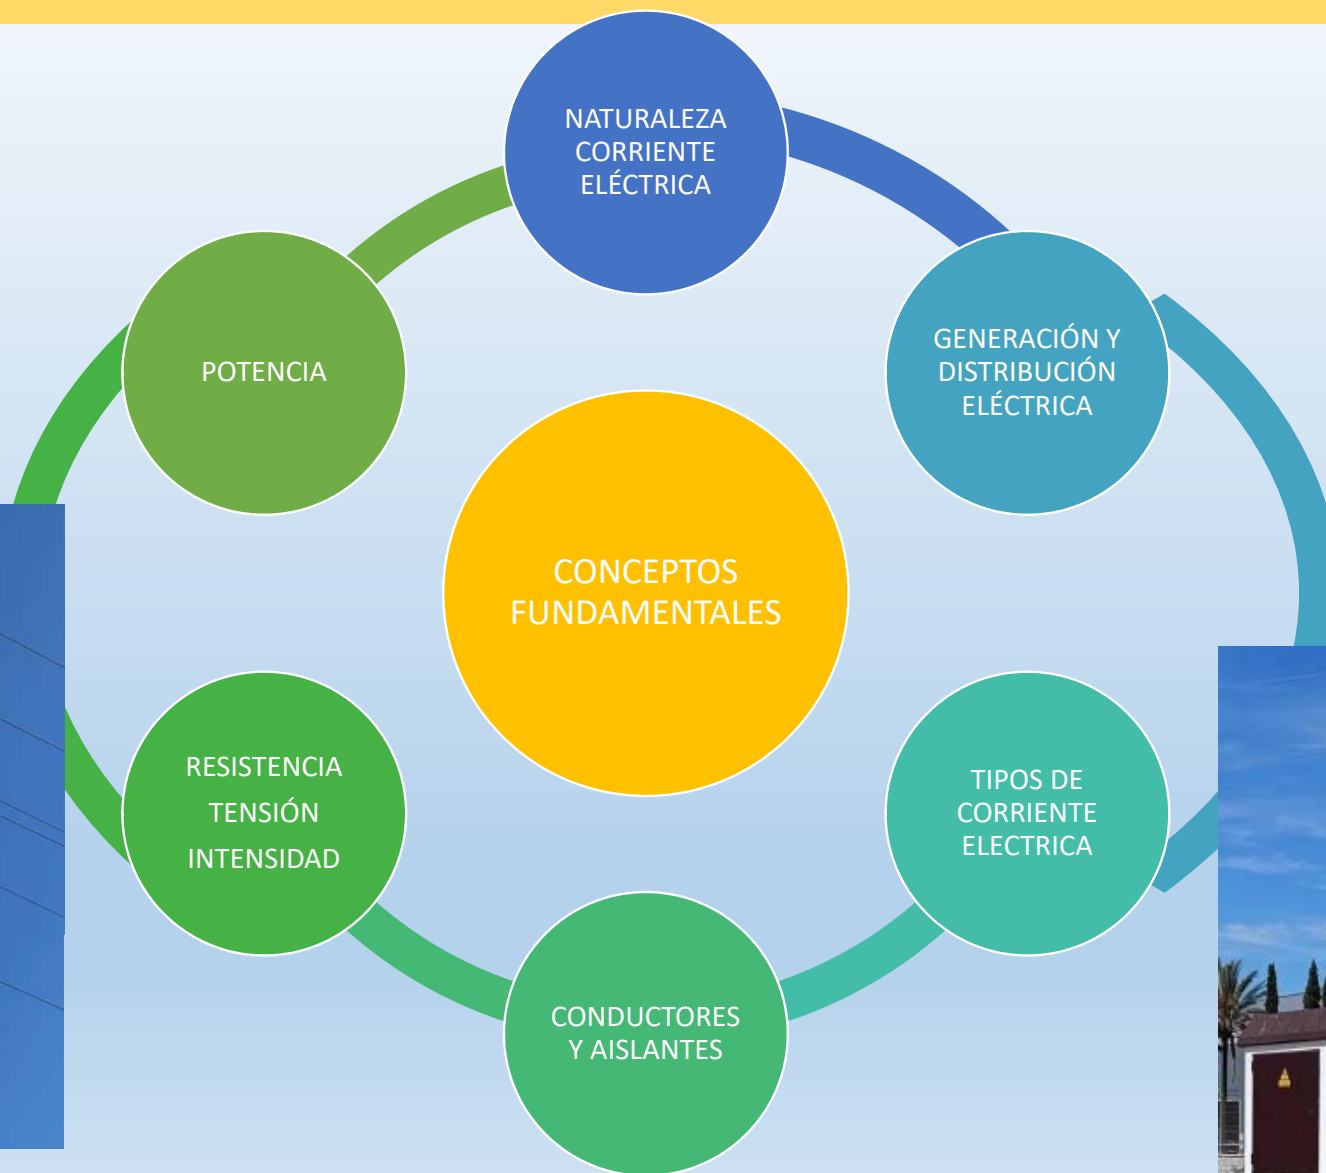 NATURALEZA
CORRIENTE
ELÉCTRICA
GENERACIÓN Y
DISTRIBUCIÓN
ELÉCTRICA
TIPOS DE
CORRIENTE
ELECTRICA
CONDUCTORES
Y AISLANTES
RESISTENCIA
TENSIÓN
INTENSIDAD
POTENCIA
CONCEPTOS
FUNDAMENTALES